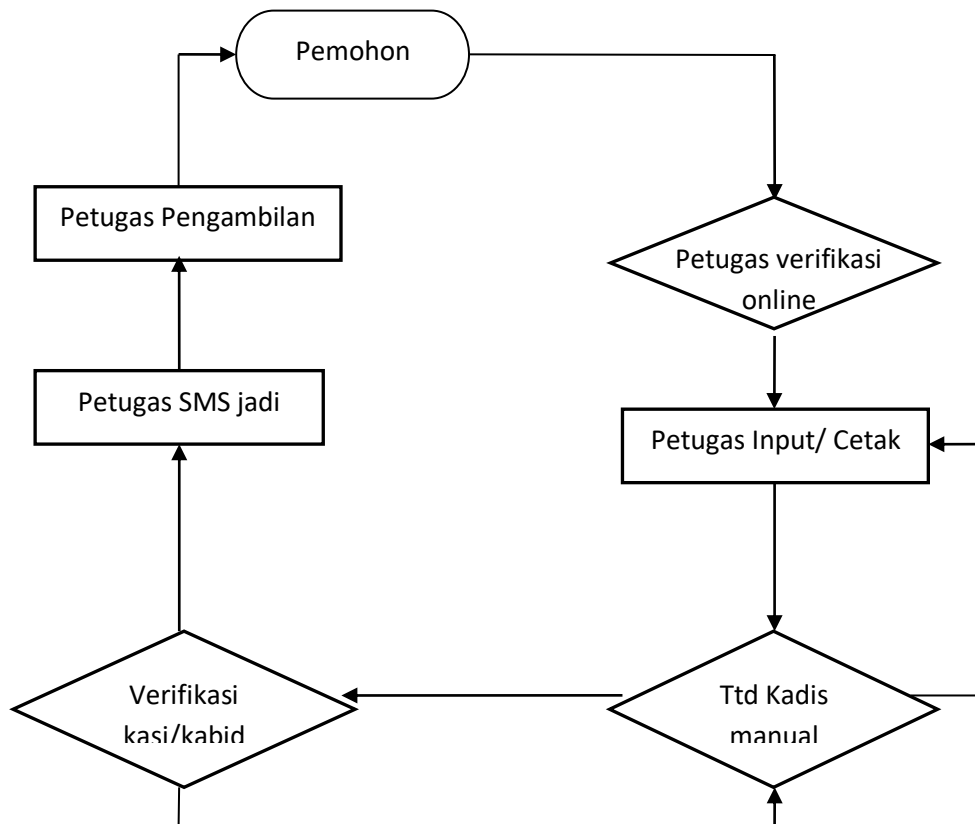 Pemohon
Petugas Pengambilan
Petugas verifikasi
online
Petugas SMS jadi
Petugas Input/ Cetak
Verifikasi
kasi/kabid
Ttd Kadis
manual